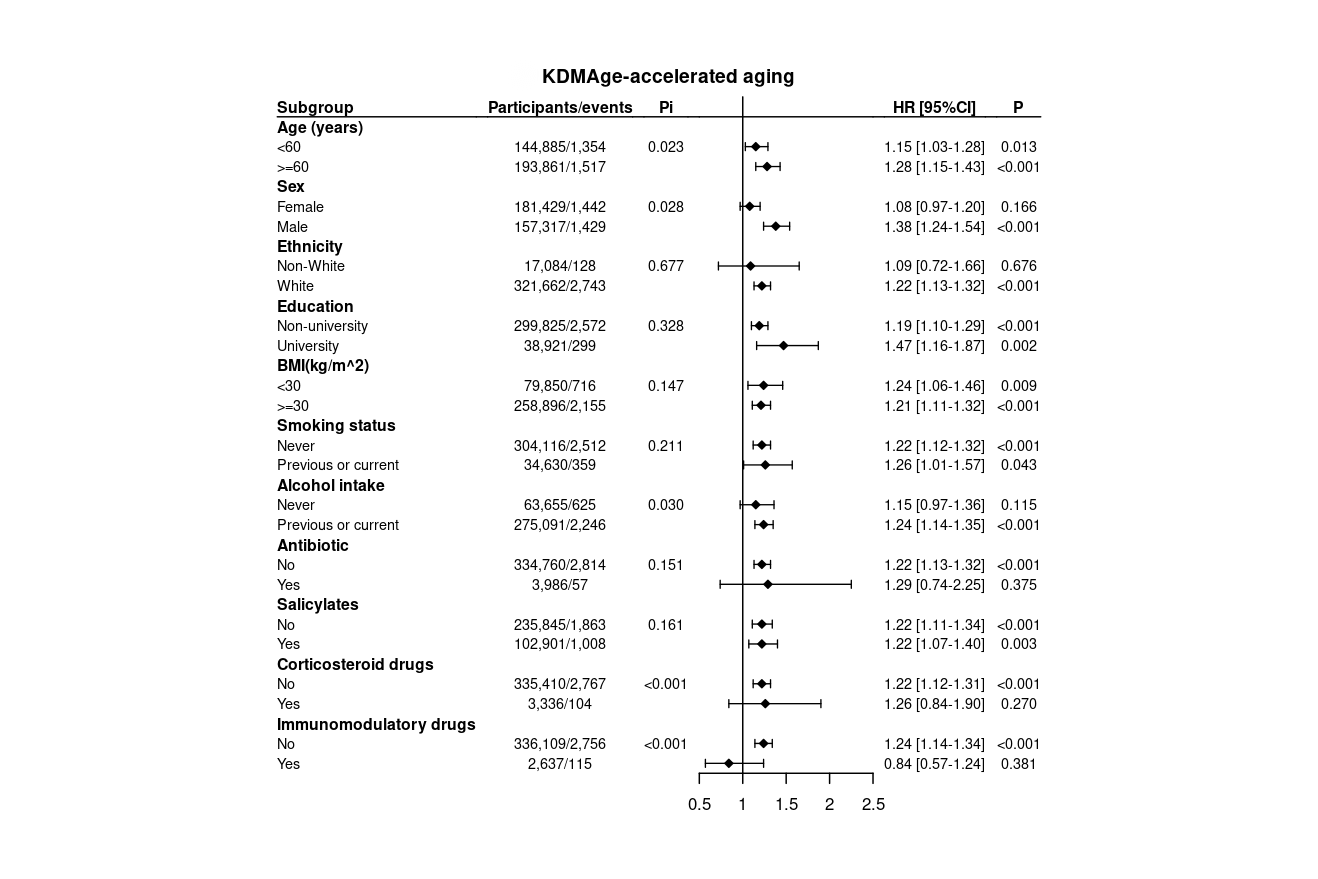 KDMAge-accelerated aging
Subgroup Participants/events Pi HR [95%CI] P
Age (years)
<60 144,885/1,354 0.023 1.15 [1.03-1.28] 0.013
>=60 193,861/1,517 1.28 [1.15-1.43] <0.001
Sex
Female 181,429/1,442 0.028 1.08 [0.97-1.20] 0.166
Male 157,317/1,429 1.38 [1.24-1.54] <0.001
Ethnicity
Non-White 17,084/128 0.677 1.09 [0.72-1.66] 0.676
White 321,662/2,743 1.22 [1.13-1.32] <0.001
Education
Non-university 299,825/2,572 0.328 1.19 [1.10-1.29] <0.001
University 38,921/299 1.47 [1.16-1.87] 0.002
BMI(kg/m^2)
<30 79,850/716 0.147 1.24 [1.06-1.46] 0.009
>=30 258,896/2,155 1.21 [1.11-1.32] <0.001
Smoking status
Never 304,116/2,512 0.211 1.22 [1.12-1.32] <0.001
Previous or current 34,630/359 1.26 [1.01-1.57] 0.043
Alcohol intake
Never 63,655/625 0.030 1.15 [0.97-1.36] 0.115
Previous or current 275,091/2,246 1.24 [1.14-1.35] <0.001
Antibiotic
No 334,760/2,814 0.151 1.22 [1.13-1.32] <0.001
Yes 3,986/57 1.29 [0.74-2.25] 0.375
Salicylates
No 235,845/1,863 0.161 1.22 [1.11-1.34] <0.001
Yes 102,901/1,008 1.22 [1.07-1.40] 0.003
Corticosteroid drugs
No 335,410/2,767 <0.001 1.22 [1.12-1.31] <0.001
Yes 3,336/104 1.26 [0.84-1.90] 0.270
Immunomodulatory drugs
No 336,109/2,756 <0.001 1.24 [1.14-1.34] <0.001
Yes 2,637/115 0.84 [0.57-1.24] 0.381
0.5 1 1.5 2 2.5